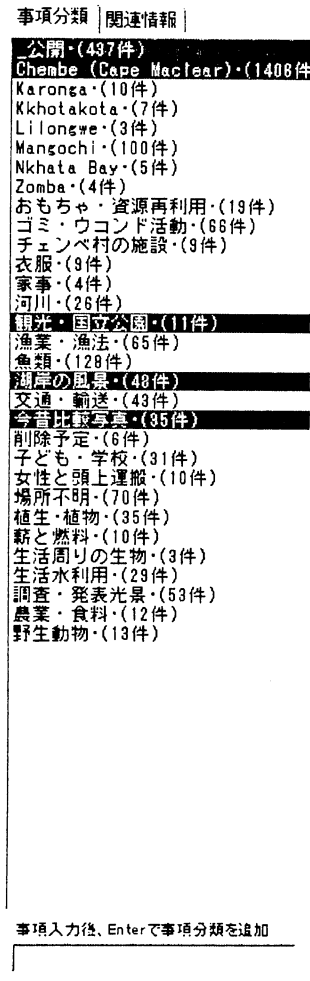 事項分類 関連情報
_公開・(437件)
Chembe (Cape Maclear)・(1406件
Karonga・(10件)
Kkhotakota・(7件)
Lilongwe・(3件)
Mangochi・(100件)
Nkhata Bay・(5件)
Zomba・(4件)
おもちゃ・資源再利用・(19件)
ゴミ・ウコンド活動・(66件)
チェンベ村の施設・(9件)
衣服・(9件)
家事・(4件)
河川・(26件)
観光・国立公園・(11件)
漁業・漁法・(65件)
魚類・(128件)
湖岸の風景・(48件)
交通・輸送・(43件)
今昔比較写真・(95件)
削除予定・(6件)
子ども・学校・(31件)
女性と頭上運搬・(10件)
場所不明・(70件)
植生・植物・(35件)
薪と燃料・(10件)
生活周りの生物・(3件)
生活水利用・(29件)
調査・発表光景・(53件)
農業・食料・(12件)
野生動物・(13件)
事項入力後、Enterで事項分類を追加